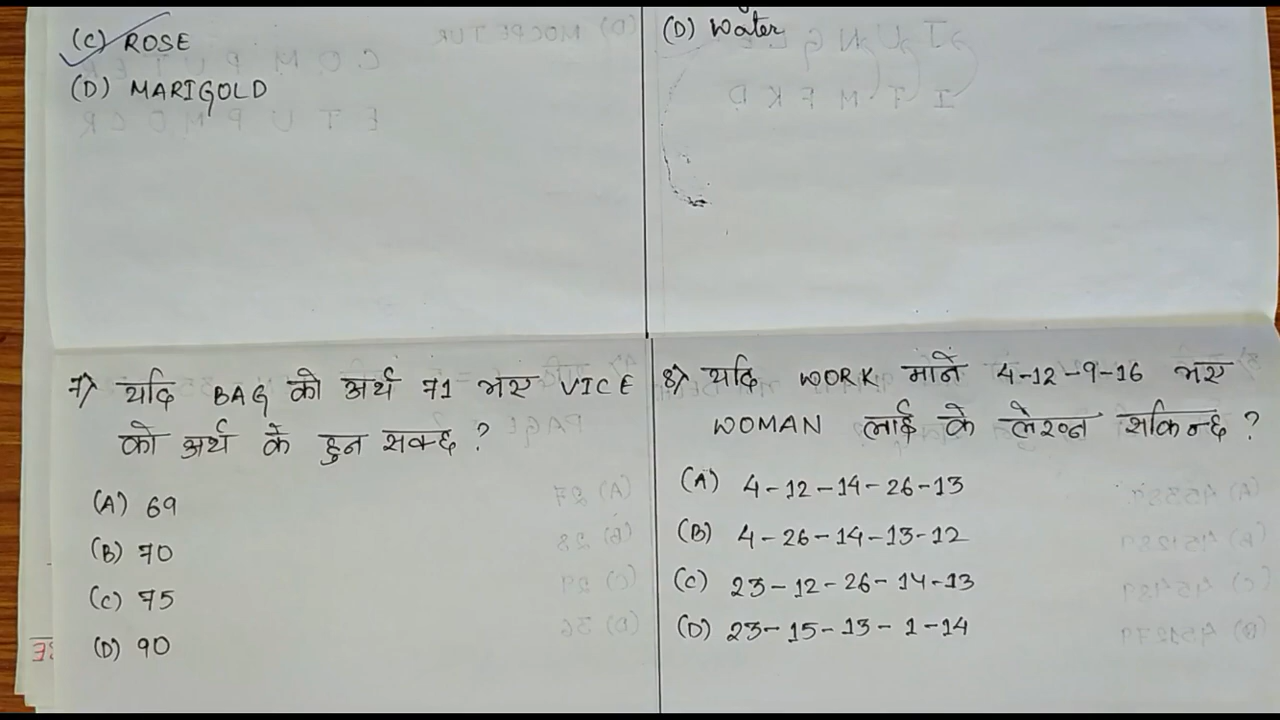 (C) ROSE
(D) MARIGOLD
(D) Water
7) यदि BAG को अर्थ 71 भए VICE
को अर्थ के हुन सक्छ ?
(A) 69
(B) 70
(C) 75
(D) 90
8) यदि WORK माने 4-12-9-16 भए
WOMAN लाई के लेख्न सकिन्छ ?
(A) 4-12-14-26-13
(B) 4-26-14-13-12
(C) 23-12-26-14-13
(D) 23-15-13-1-14